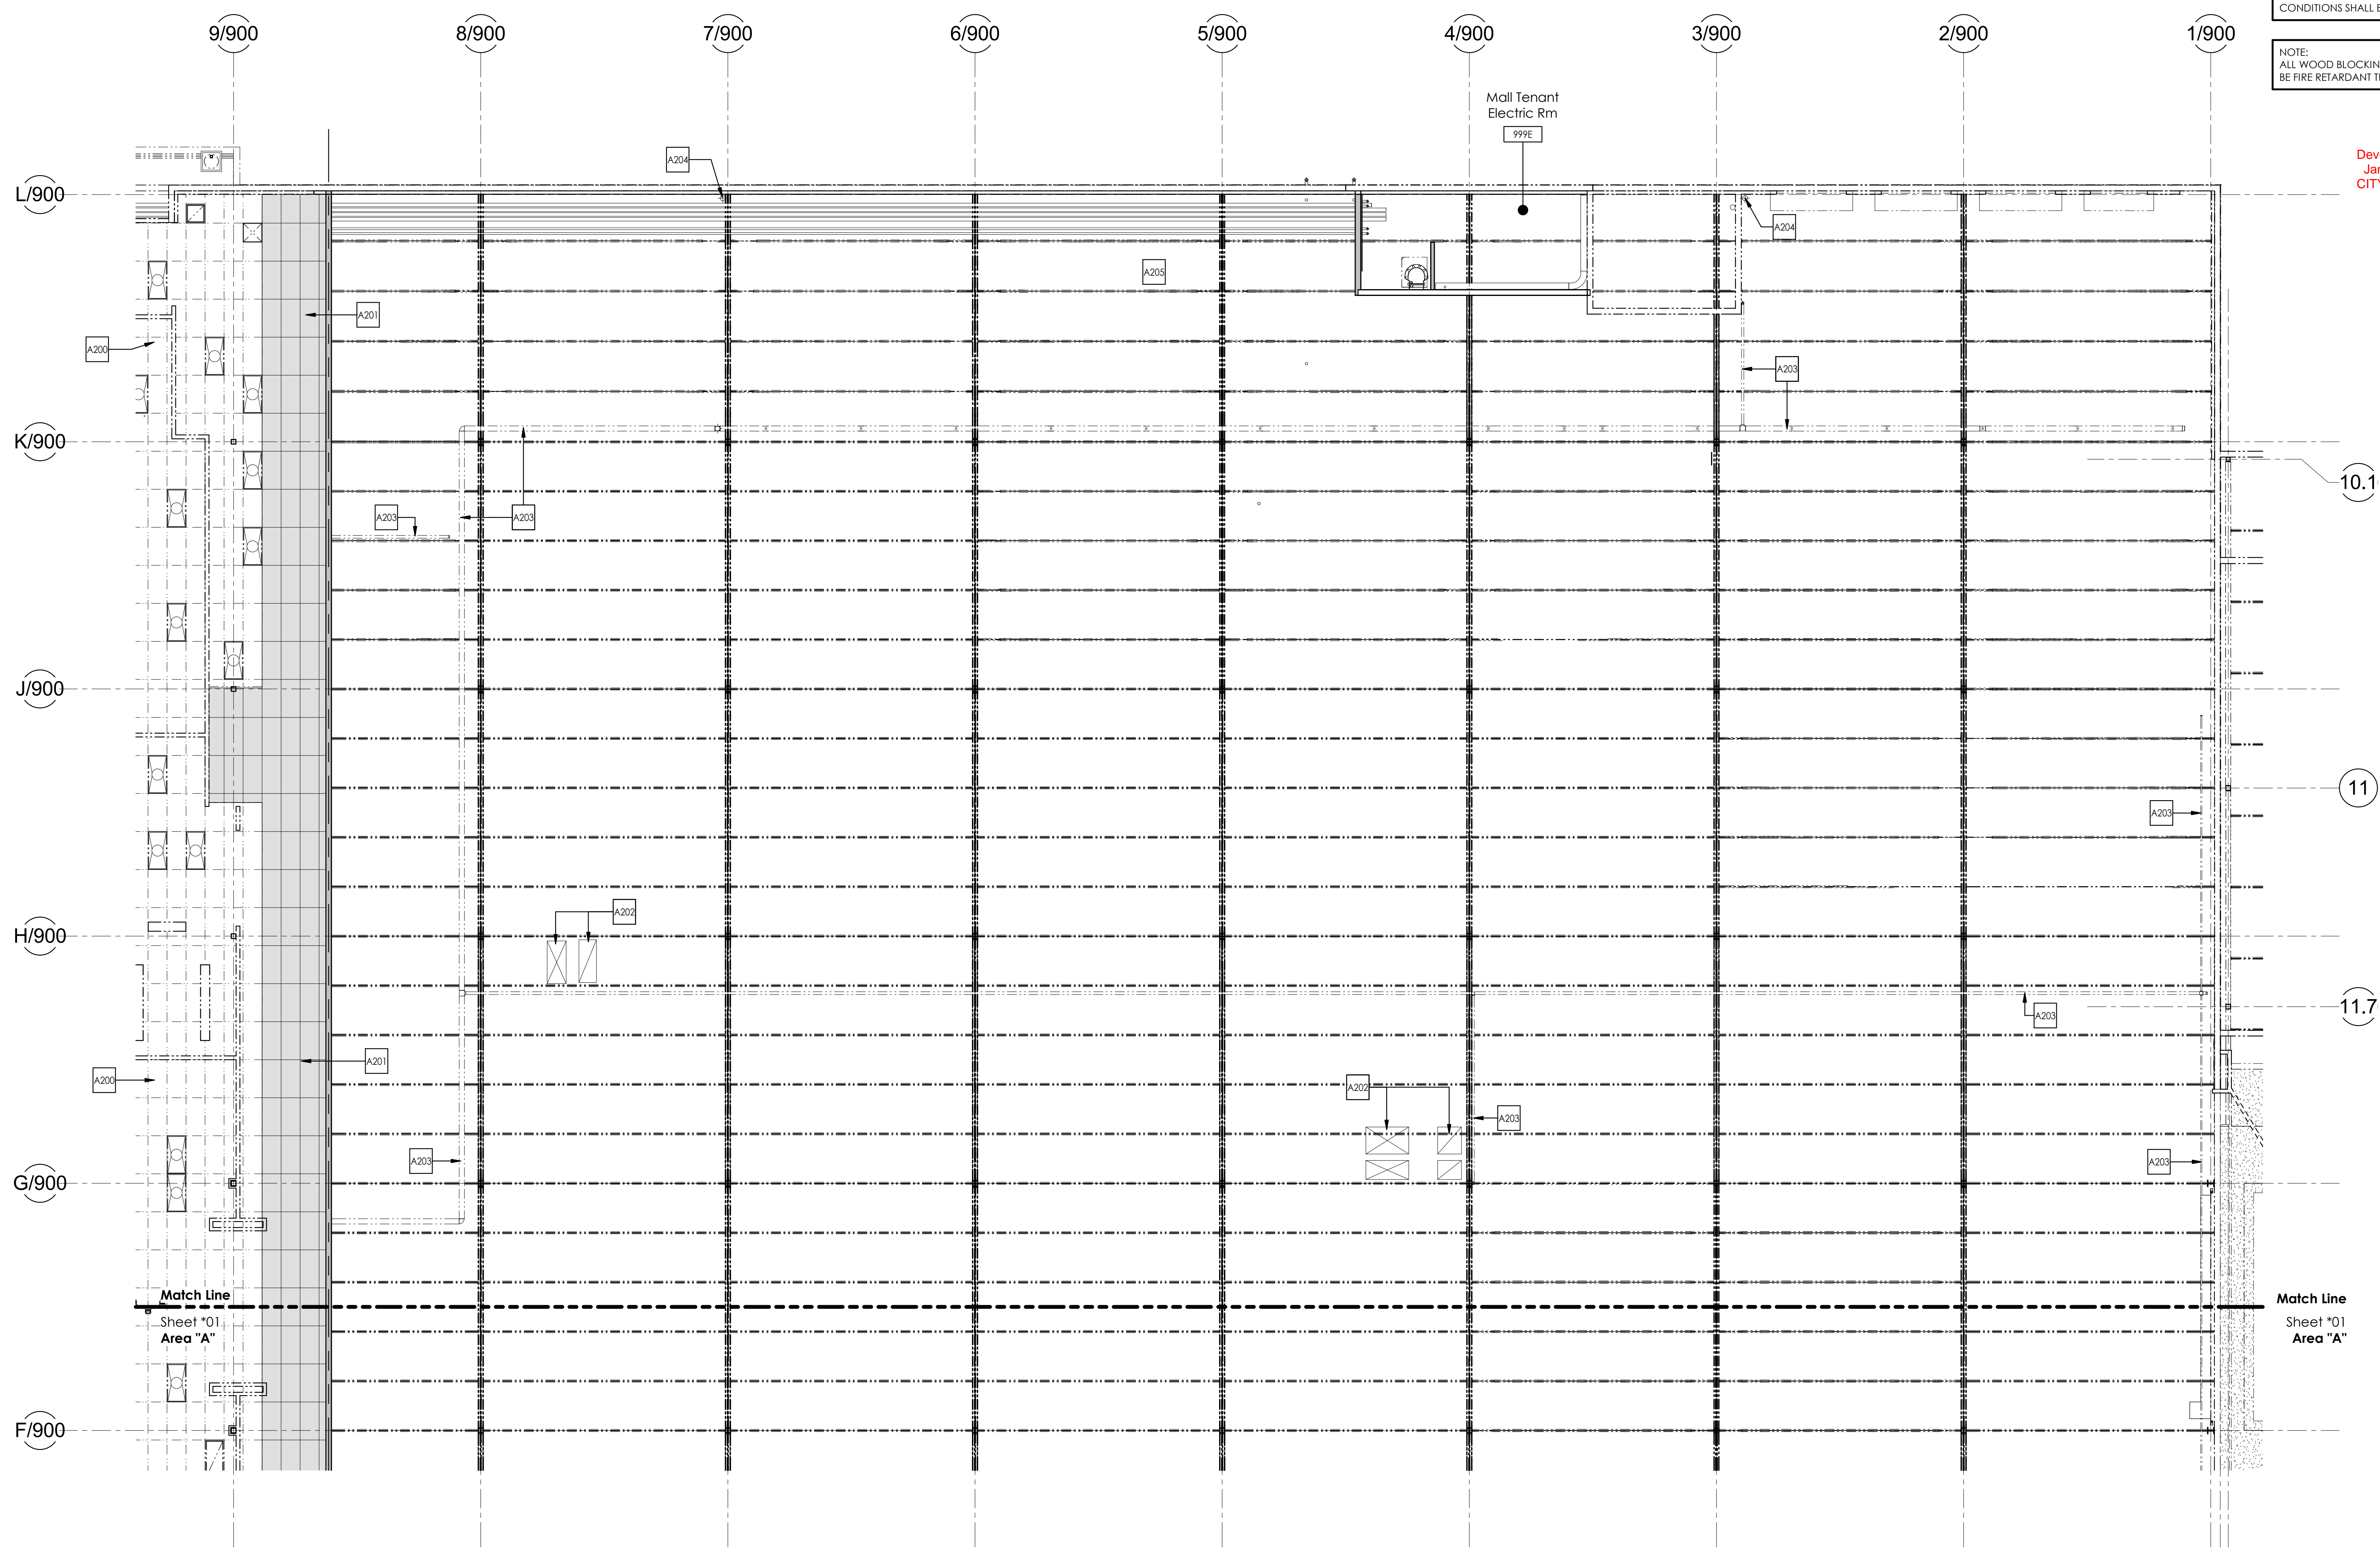 CONDITIONS SHALL
9/900
8/900
7/900
6/900
5/900
4/900
3/900
2/900
1/900
NOTE:
ALL WOOD
BE FIRE RETARDANT
Mall Tenant
Electric Rm
999E
A204
L/900
A204
A205
A201
A200
A203
K/900
10.1
A203
A203
J/900
11
A203
A202
H/900
11.7
A203
A201
A200
A202
A203
A203
A203
G/900
Match Line
Sheet *01
Area "A"
Match Line
Sheet *01
Area "A"
F/900